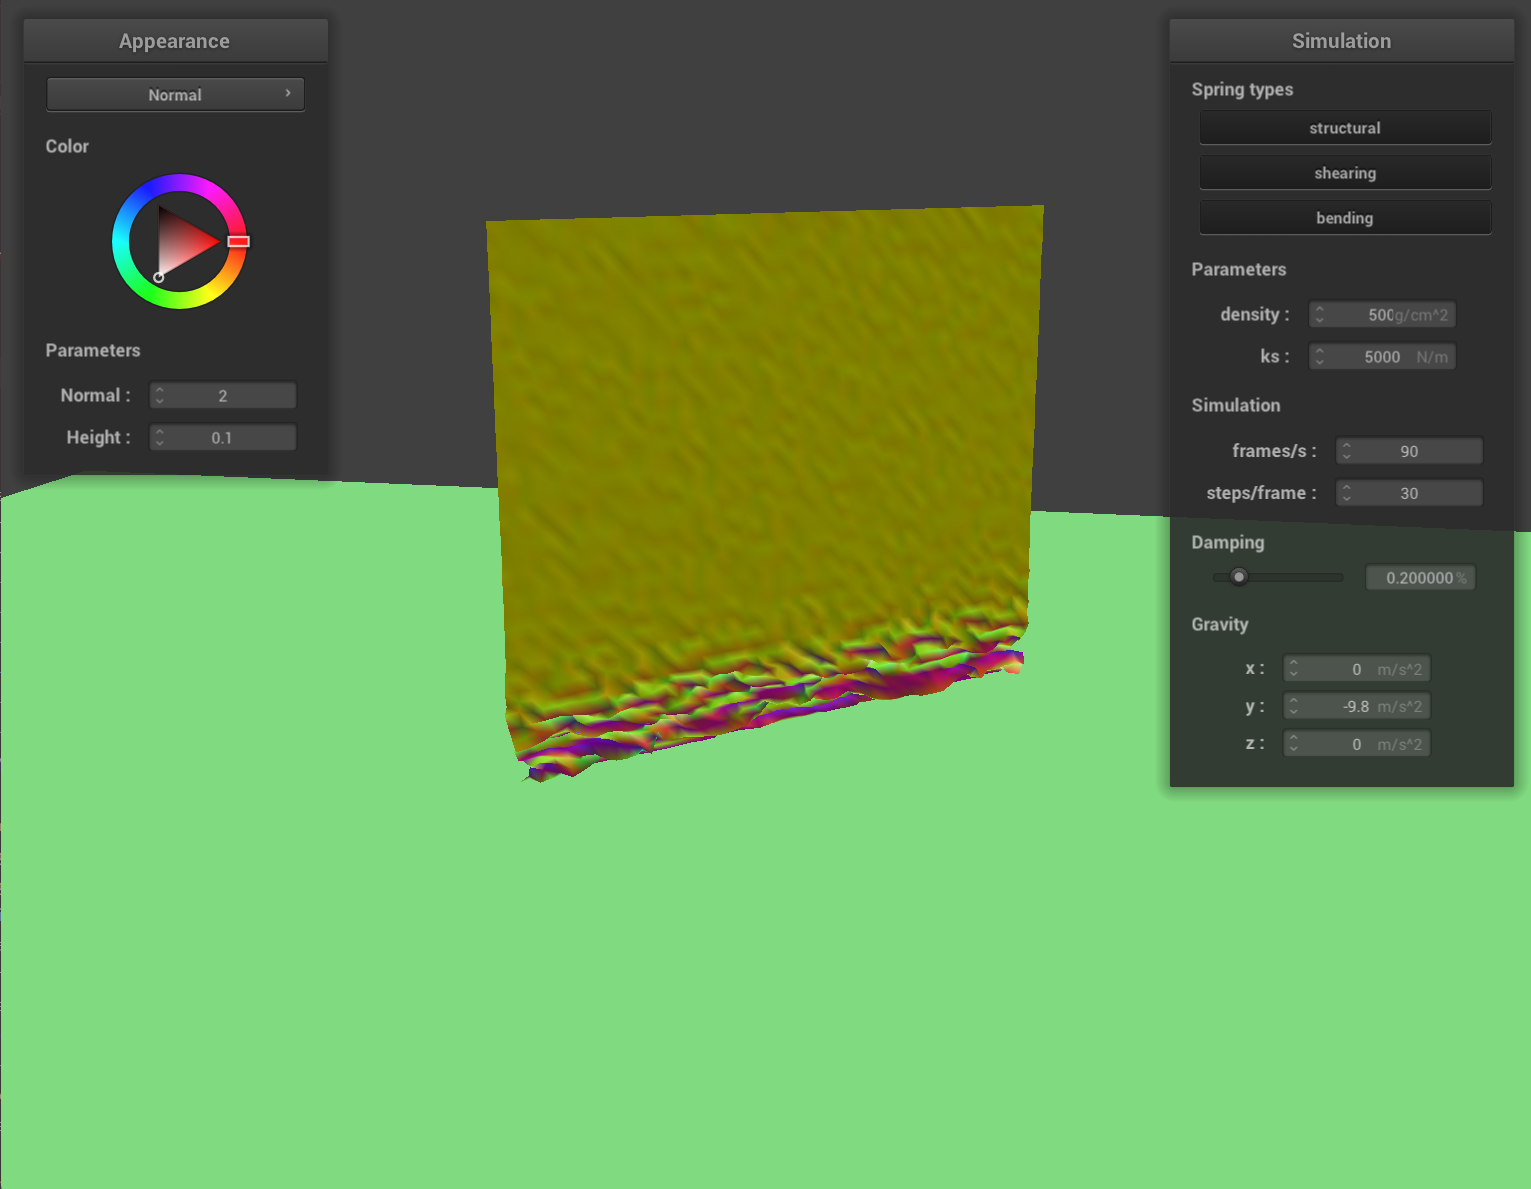 Appearance
Normal
Color
Parameters
Normal : 2
Height : 0.1
Simulation
Spring types
structural
shearing
bending
Parameters
density : 500 g/cm^2
ks : 5000 N/m
Simulation
frames/s : 90
steps/frame : 30
Damping
0.200000 %
Gravity
x : 0 m/s^2
y : -9.8 m/s^2
z : 0 m/s^2